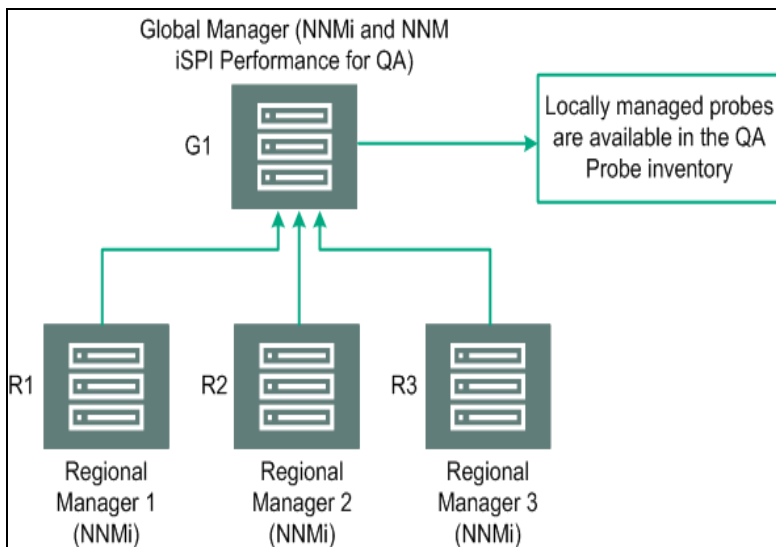 Global Manager (NNMi and NNM
iSPI Performance for QA)
G1
Locally managed probes
are available in the QA
Probe inventory
R1
R2
R3
Regional
Manager 1
(NNMi)
Regional
Manager 2
(NNMi)
Regional
Manager 3
(NNMi)